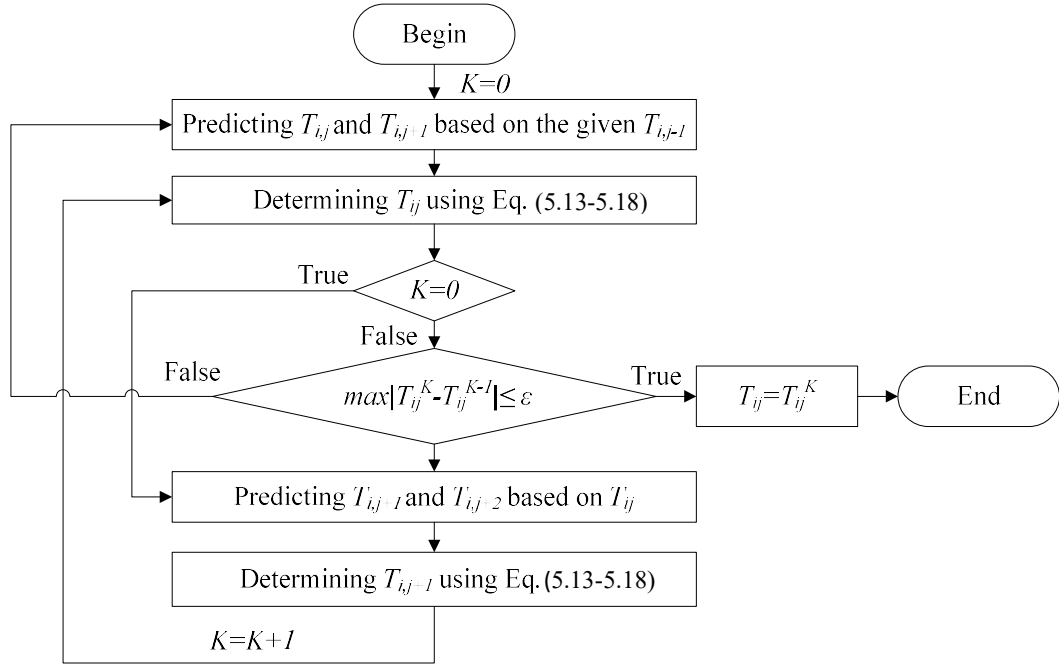 Begin
K=0
Predicting T_{i,j} and T_{i,j+1} based on the given T_{i,j-1}
Determining T_{ij} using Eq. (5.13-5.18)
True
K=0
False
False
max|T_{ij}^{K}-T_{ij}^{K-1}|≤ε
True
T_{ij}=T_{ij}^{K}
End
Predicting T_{i,j+1} and T_{i,j+2} based on T_{ij}
Determining T_{i,j+1} using Eq. (5.13-5.18)
K=K+1